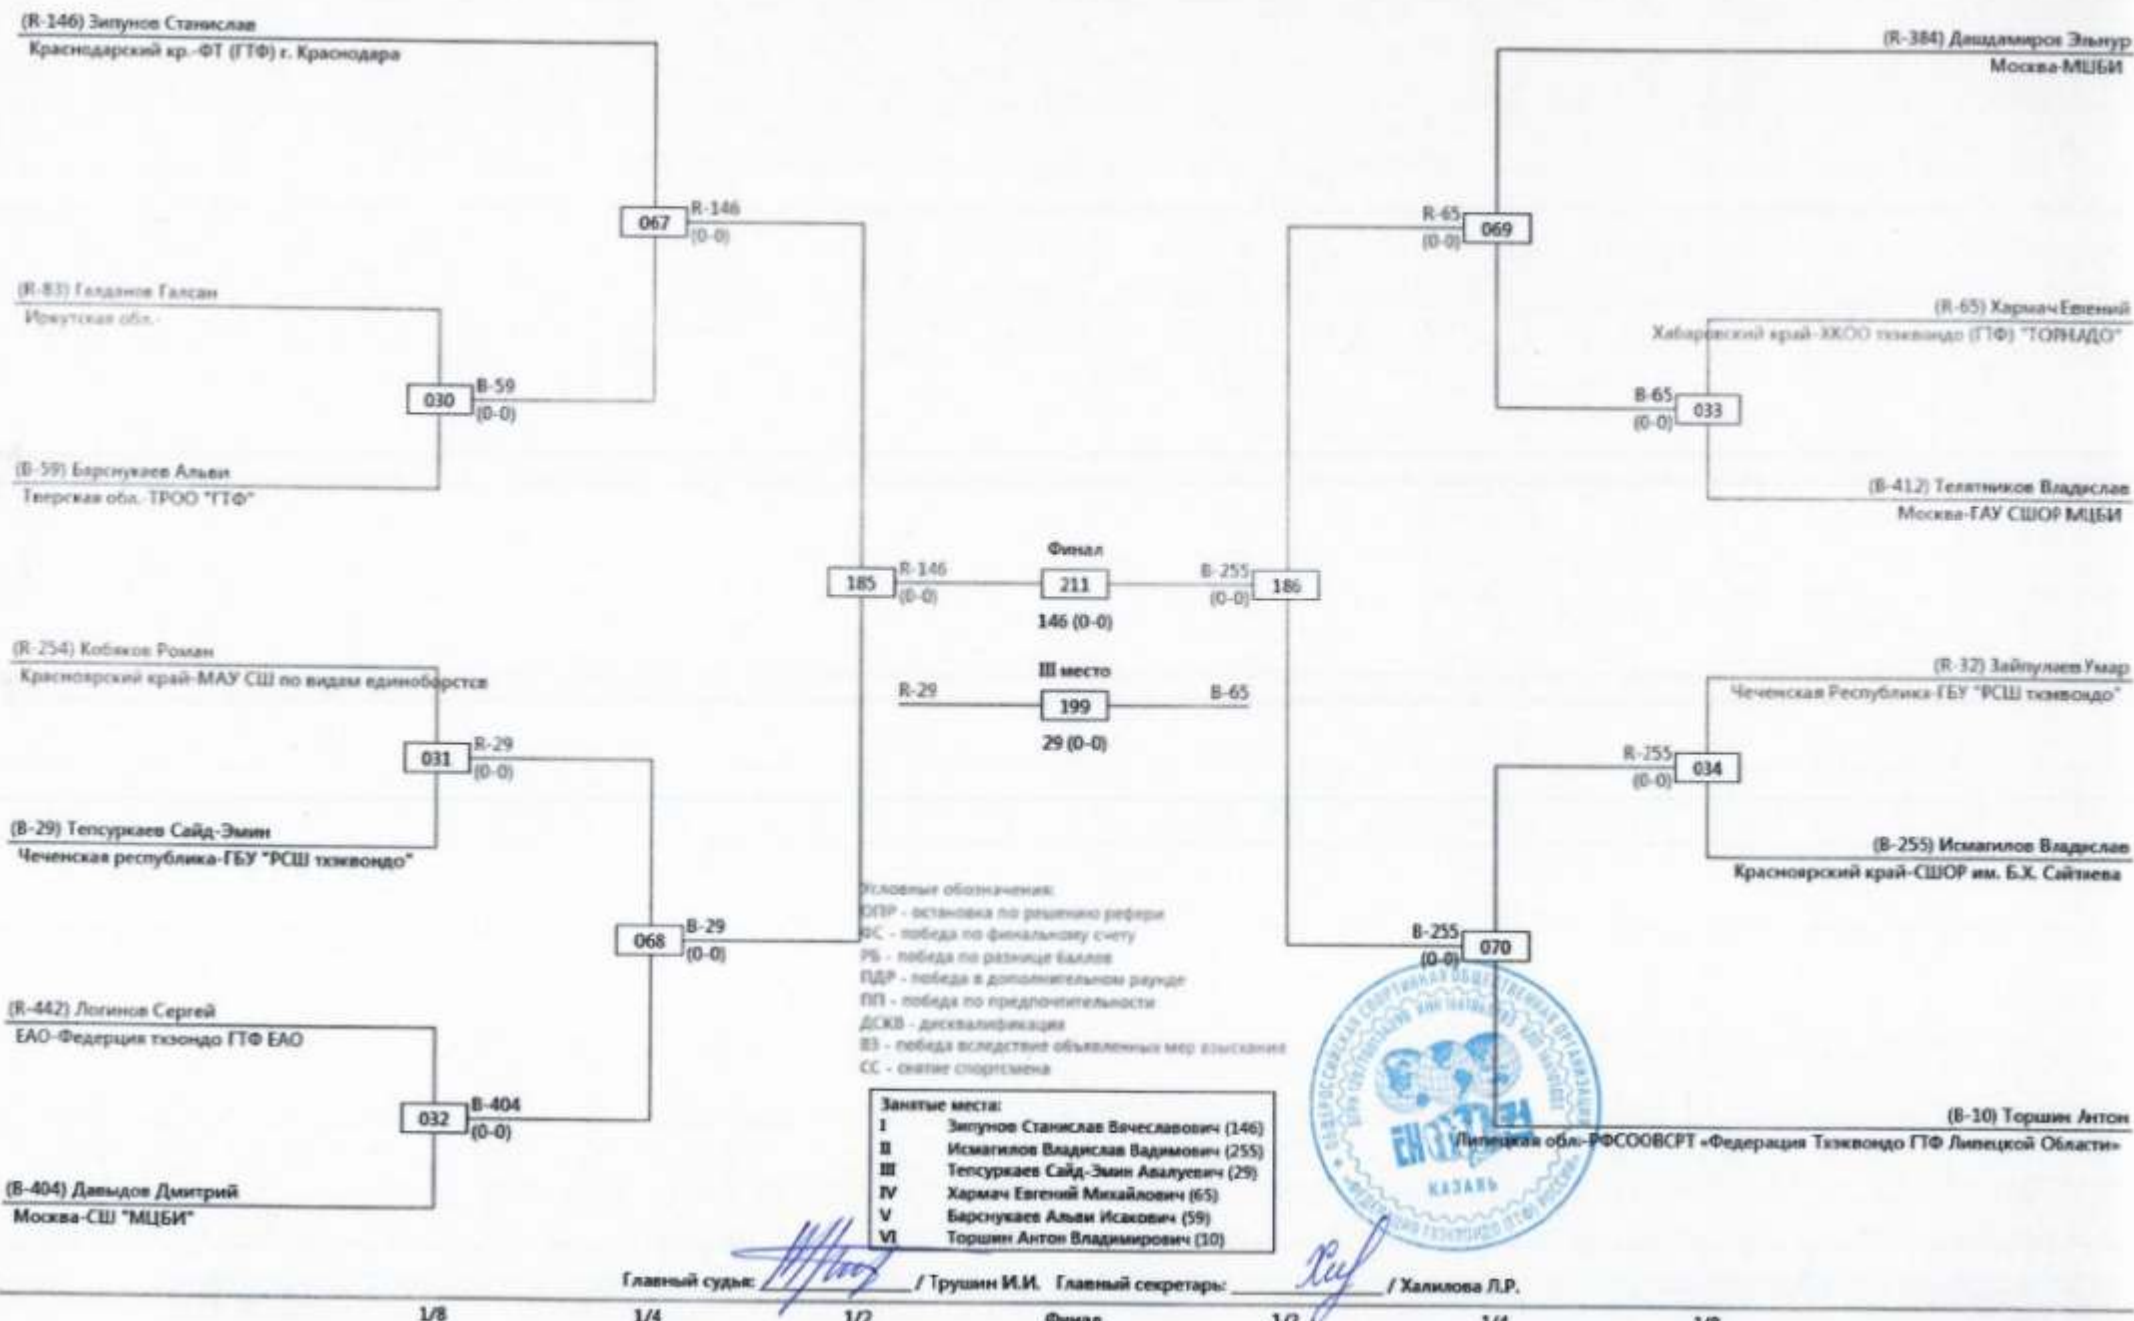 (R-146) Зипунов Станислав
Краснодарский кр.-ФТ (ГТФ) г. Краснодара
067
R-146
(0-0)
(R-83) Галданов Галсан
Иркутская обл.-
030
B-59
(0-0)
(B-59) Барснукаев Альви
Тверская обл.-ТРОО "ГТФ"
185
R-146
(0-0)
(R-254) Кобяков Роман
Красноярский край-МАУ СШ по видам единоборств
031
R-29
(0-0)
(B-29) Тепсуркаев Сайд-Эмин
Чеченская республика-ГБУ "РСШ тхэквондо"
068
B-29
(0-0)
(R-442) Логинов Сергей
ЕАО-Федерция тхэондо ГТФ ЕАО
032
B-404
(0-0)
(B-404) Давыдов Дмитрий
Москва-СШ "МЦБИ"
Финал
211
146 (0-0)
III место
R-29
199
B-65
29 (0-0)
(R-384) Дашдамиров Эльнур
Москва-МЦБИ
R-65
(0-0)
069
(R-65) Хармач Евгений
Хабаровский край-ХКОО тхэквандо (ГТФ) "ТОРНАДО"
B-65
(0-0)
033
(B-412) Телятников Владислав
Москва-ГАУ СШОР МЦБИ
B-255
(0-0)
186
(R-32) Зайпулаев Умар
Чеченская Республика-ГБУ "РСШ тхэквондо"
R-255
(0-0)
034
(B-255) Исмагилов Владислав
Красноярский край-СШОР им. Б.Х. Сайтиева
B-255
(0-0)
070
(B-10) Торшин Антон
Липецкая обл.-РФСООВСРТ «Федерация Тхэквондо ГТФ Липецкой Области»
Условные обозначения:
ОПР - остановка по решению рефери
ФС - победа по финальному счету
РБ - победа по разнице баллов
ПДР - победа в дополнительном раунде
ПП - победа по предпочтительности
ДСКВ - дисквалификация
ВЗ - победа вследствие объявленных мер взыскания
СС - снятие спортсмена
Занятые места:
I Зипунов Станислав Вячеславович (146)
II Исмагилов Владислав Вадимович (255)
III Тепсуркаев Сайд-Эмин Авалуевич (29)
IV Хармач Евгений Михайлович (65)
V Барснукаев Альви Исакович (59)
VI Торшин Антон Владимирович (10)
КАЗАНЬ
Главный судья: / Трушин И.И. Главный секретарь: / Халилова Л.Р.
1/8 1/4 1/2 Финал 1/2 1/4 1/8